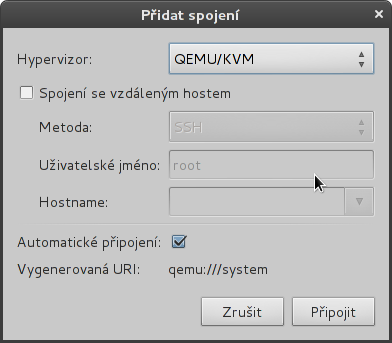 Přidat spojení
Hypervizor: QEMU/KVM
Spojení se vzdáleným hostem
Metoda: SSH
Uživatelské jméno: root
Hostname:
Automatické připojení:
Vygenerovaná URI: qemu:///system
Zrušit Připojit